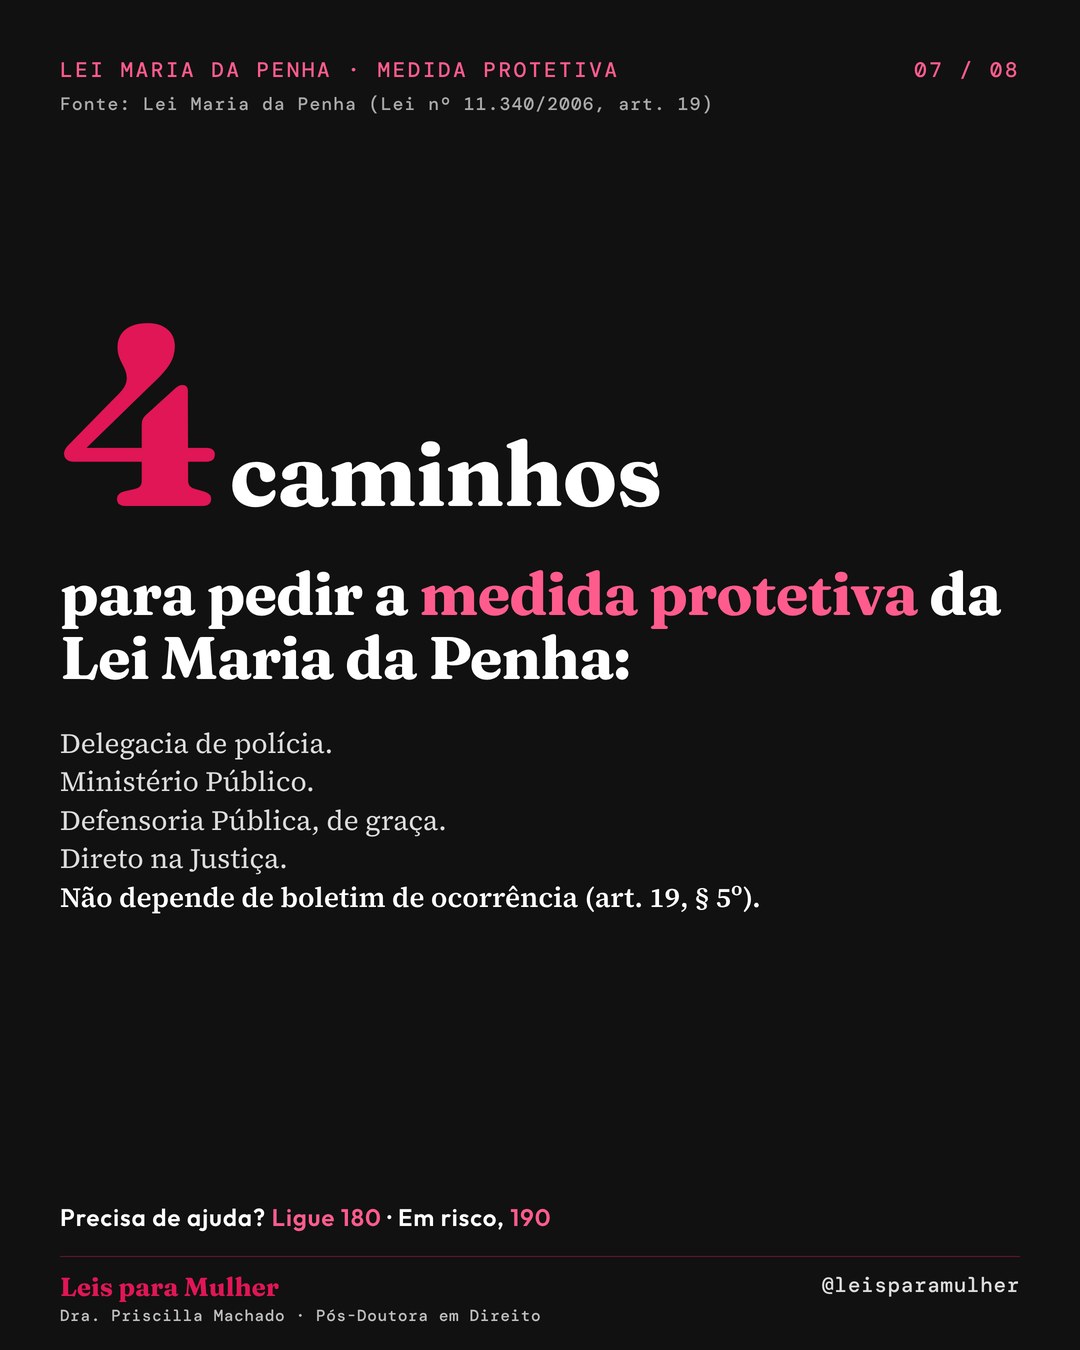 LEI MARIA DA PENHA · MEDIDA PROTETIVA
07 / 08
Fonte: Lei Maria da Penha (Lei nº 11.340/2006, art. 19)
4 caminhos
para pedir a medida protetiva da
Lei Maria da Penha:
Delegacia de polícia.
Ministério Público.
Defensoria Pública, de graça.
Direto na Justiça.
Não depende de boletim de ocorrência (art. 19, § 5º).
Precisa de ajuda? Ligue 180 · Em risco, 190
Leis para Mulher
@leisparamulher
Dra. Priscilla Machado · Pós-Doutora em Direito